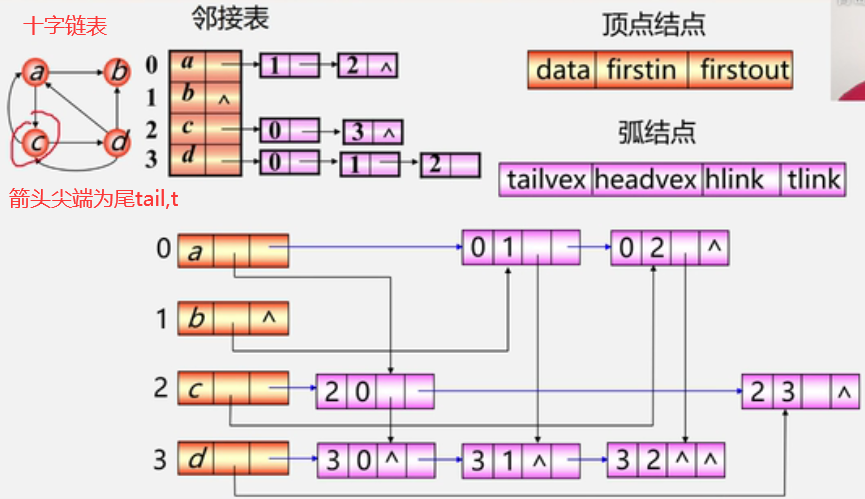 十字链表
邻接表
顶点结点
data firstin firstout
弧结点
tailvex headvex hlink tlink
a b
c d
0 a 1 2 ^
1 b ^
2 c 0 3 ^
3 d 0 1 2
箭头尖端为尾tail,t
0 a 0 1 0 2 ^
1 b ^
2 c 2 0 2 3 ^
3 d 3 0 ^ 3 1 ^ 3 2 ^ ^